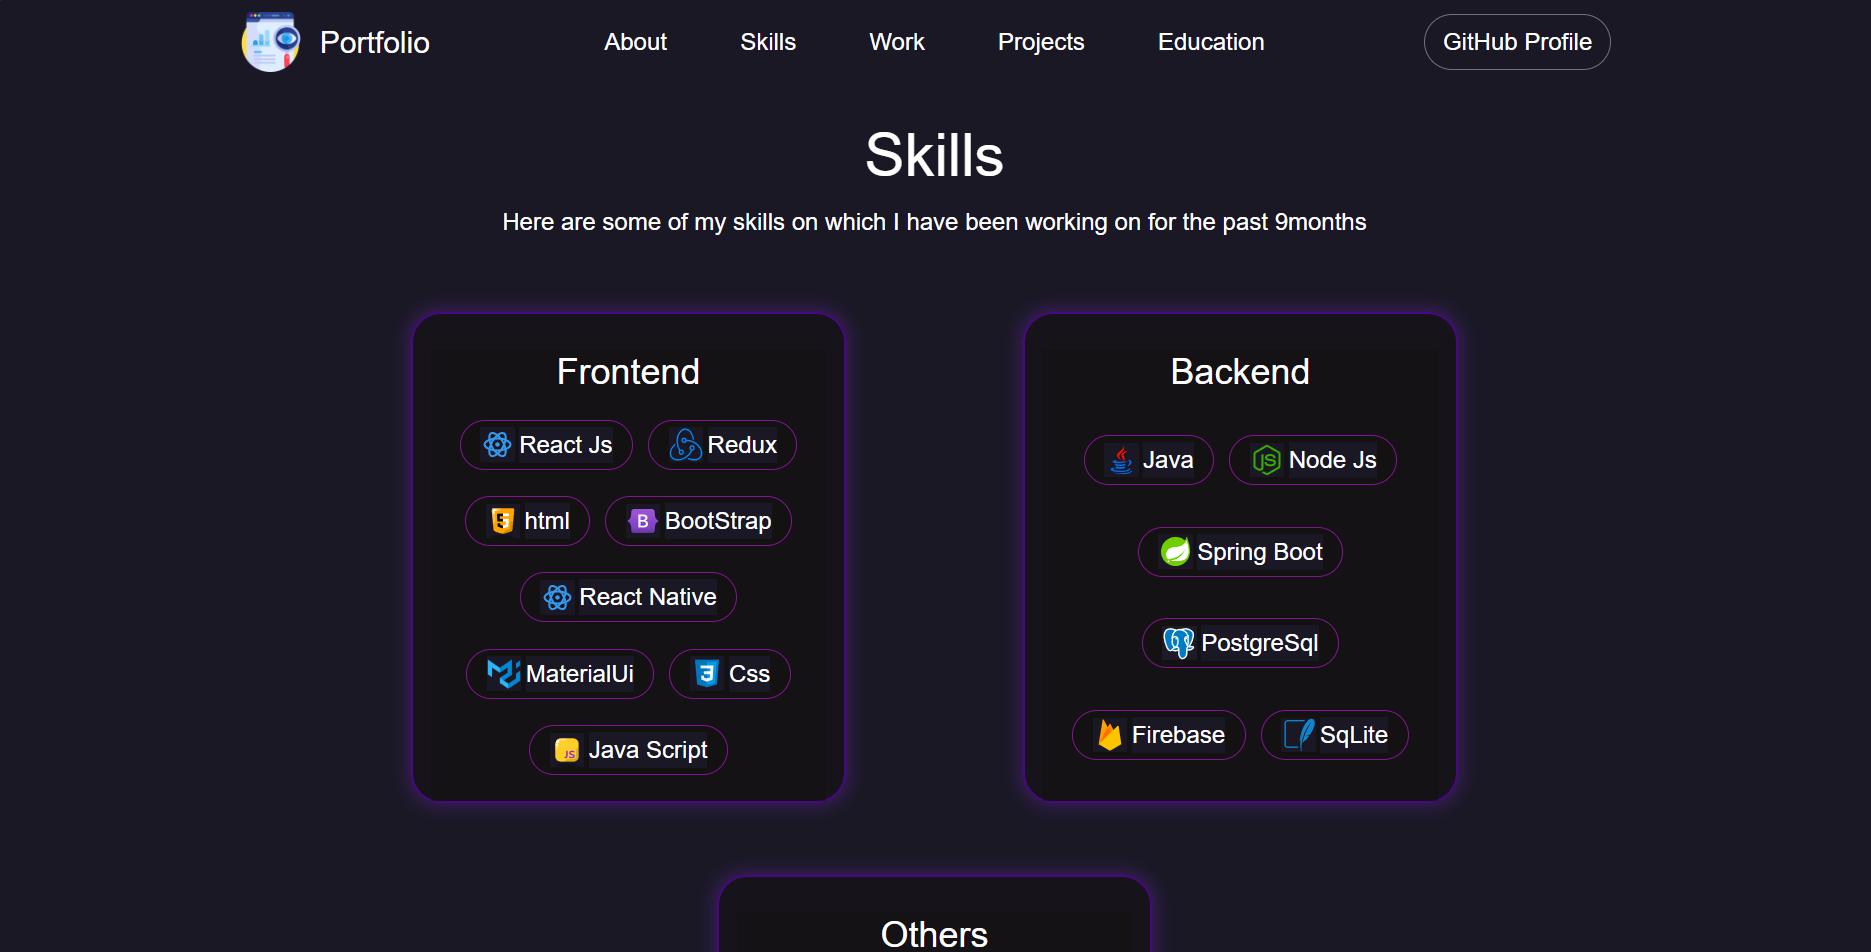 Portfolio About Skills Work Projects Education GitHub Profile
Skills
Here are some of my skills on which I have been working on for the past 9months
Frontend
React Js Redux
html BootStrap
React Native
MaterialUi Css
JS Java Script
Backend
Java JS Node Js
Spring Boot
PostgreSql
Firebase SqLite
Others